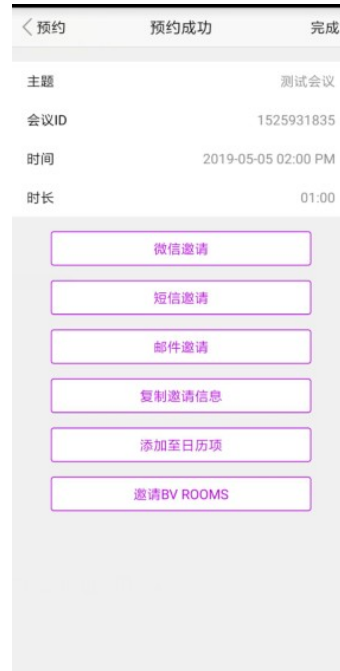 预约 预约成功 完成
主题 测试会议
会议ID 1525931835
时间 2019-05-05 02:00 PM
时长 01:00
微信邀请
短信邀请
邮件邀请
复制邀请信息
添加至日历项
邀请BV ROOMS